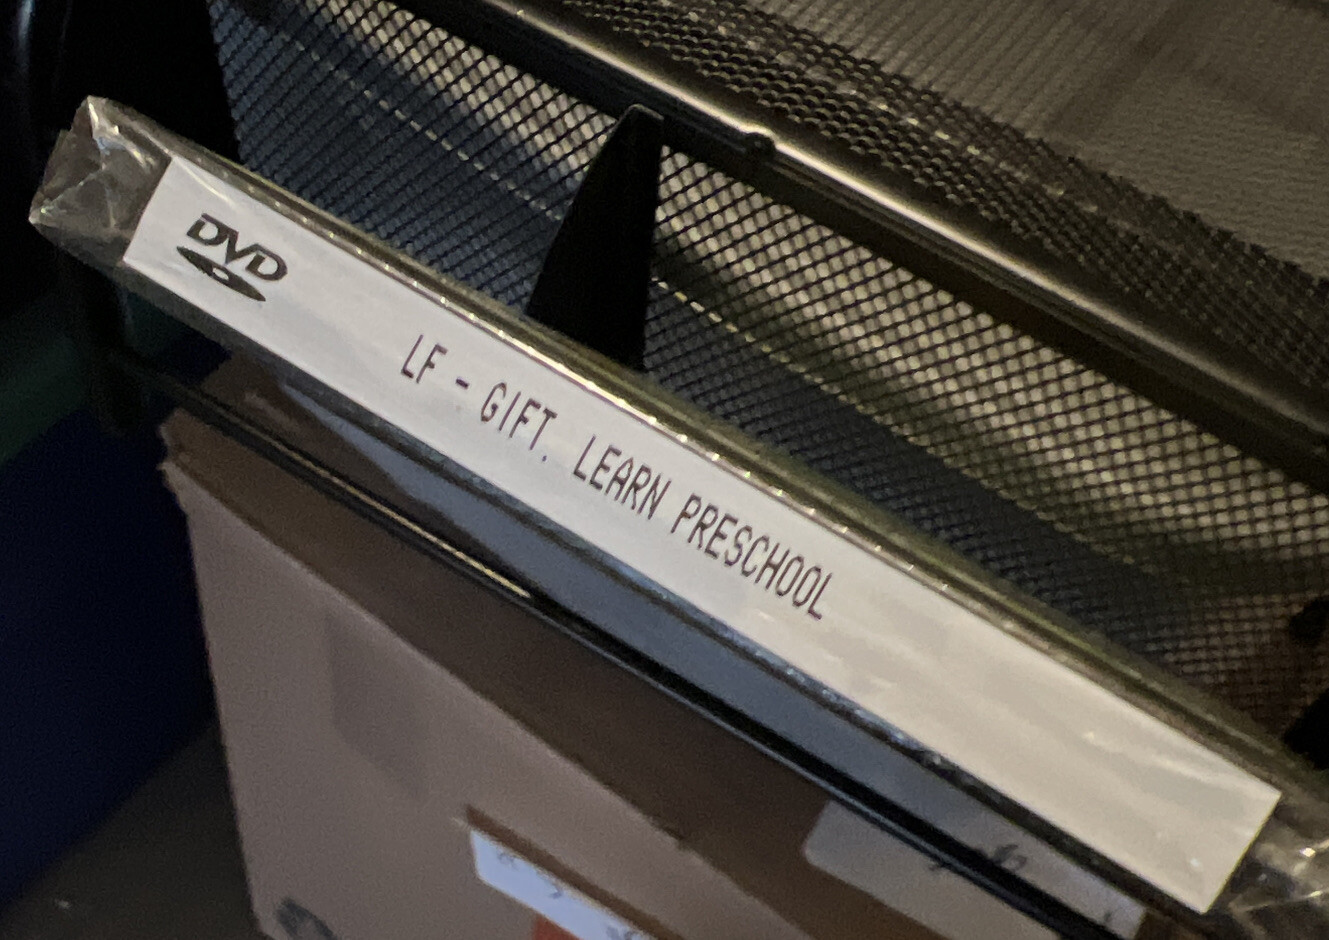 DVD
LF - GIFT. LEARN PRESCHOOL